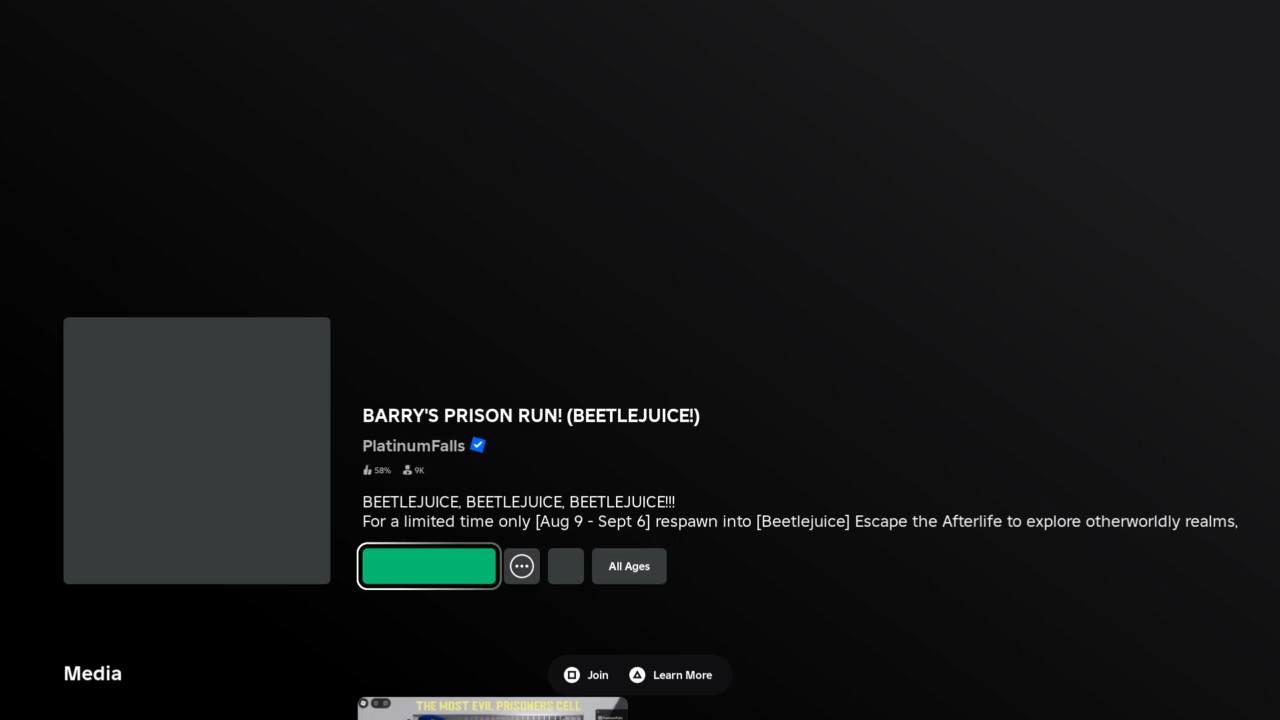 BARRY'S PRISON RUN! (BEETLEJUICE!)
PlatinumFalls
58% 9K
BEETLEJUICE, BEETLEJUICE, BEETLEJUICE!!!
For a limited time only [Aug 9 - Sept 6] respawn into [Beetlejuice] Escape the Afterlife to explore otherworldly realms,
All Ages
Media
Join Learn More
THE MOST EVIL PRISONERS CELL